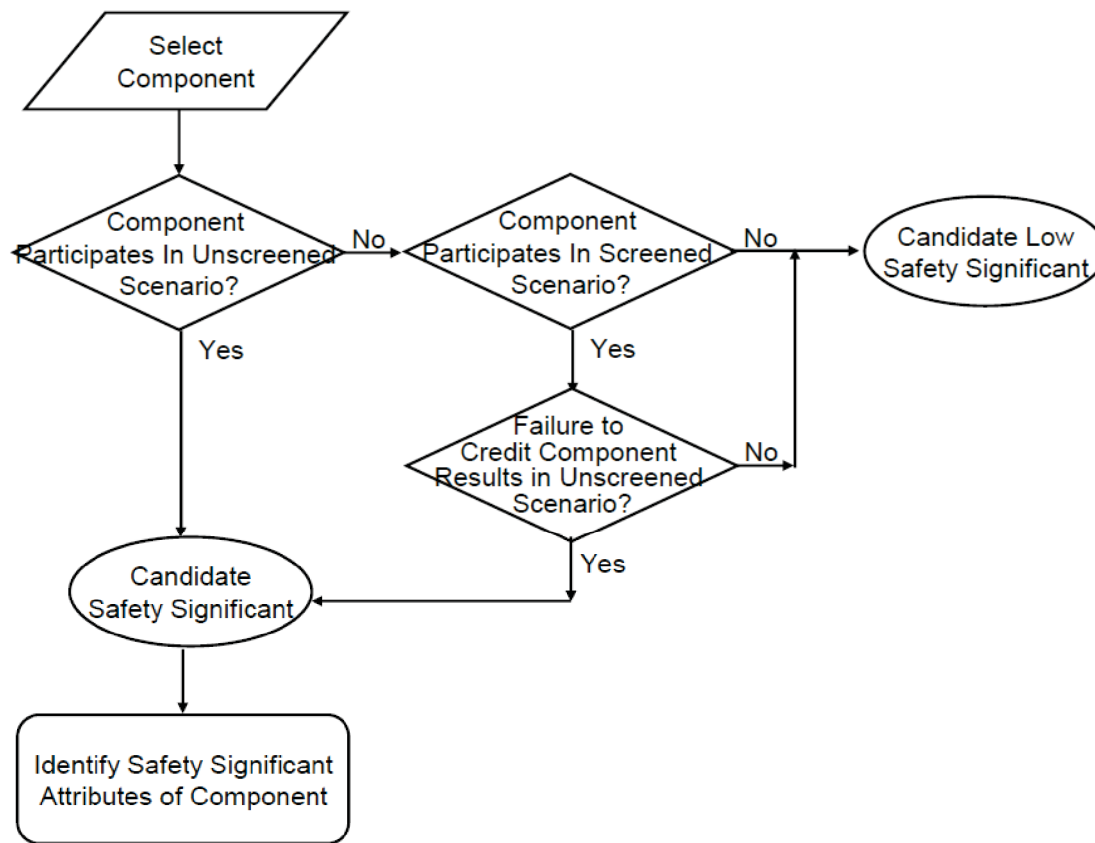 Select
Component
Component
Participates In Unscreened
Scenario?
No
Component
Participates In Screened
Scenario?
No
Candidate Low
Safety Significant
Yes
Yes
Failure to
Credit Component
Results in Unscreened
Scenario?
No
Yes
Candidate
Safety Significant
Identify Safety Significant
Attributes of Component